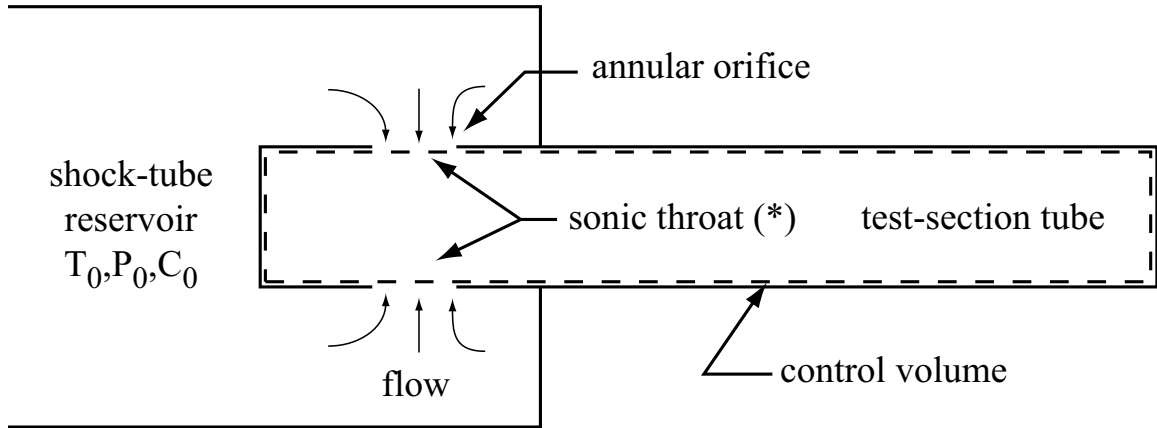 annular orifice
shock-tube
reservoir
T₀,P₀,C₀
sonic throat (*)
test-section tube
flow
control volume